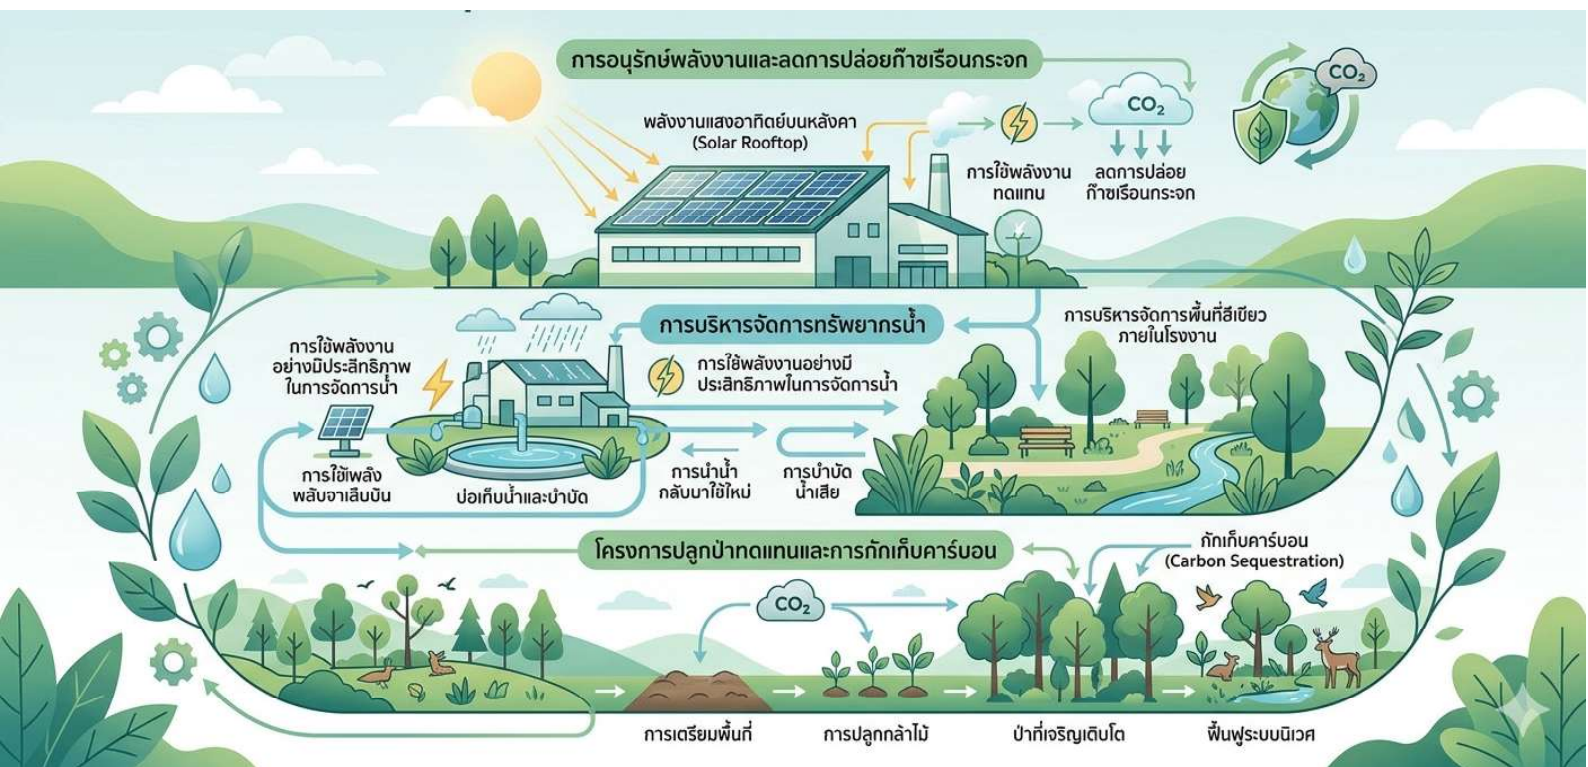 การอนุรักษ์พลังงานและลดการปล่อยก๊าซเรือนกระจก
CO₂
CO₂
พลังงานแสงอาทิตย์บนหลังคา
(Solar Rooftop)
การใช้พลังงาน
ทดแทน
ลดการปล่อย
ก๊าซเรือนกระจก
การบริหารจัดการทรัพยากรน้ำ
การบริหารจัดการพื้นที่สีเขียว
ภายในโรงงาน
การใช้พลังงาน
อย่างมีประสิทธิภาพ
ในการจัดการน้ำ
การใช้พลังงานอย่างมี
ประสิทธิภาพในการจัดการน้ำ
การใช้พลัง
พลับจาเลืบบัน
บ่อเก็บน้ำและบำบัด
การนำน้ำ
กลับมาใช้ใหม่
การบำบัด
น้ำเสีย
โครงการปลูกป่าทดแทนและการกักเก็บคาร์บอน
กักเก็บคาร์บอน
(Carbon Sequestration)
CO₂
การเตรียมพื้นที่
การปลูกกล้าไม้
ป่าที่เจริญเติบโต
ฟื้นฟูระบบนิเวศ